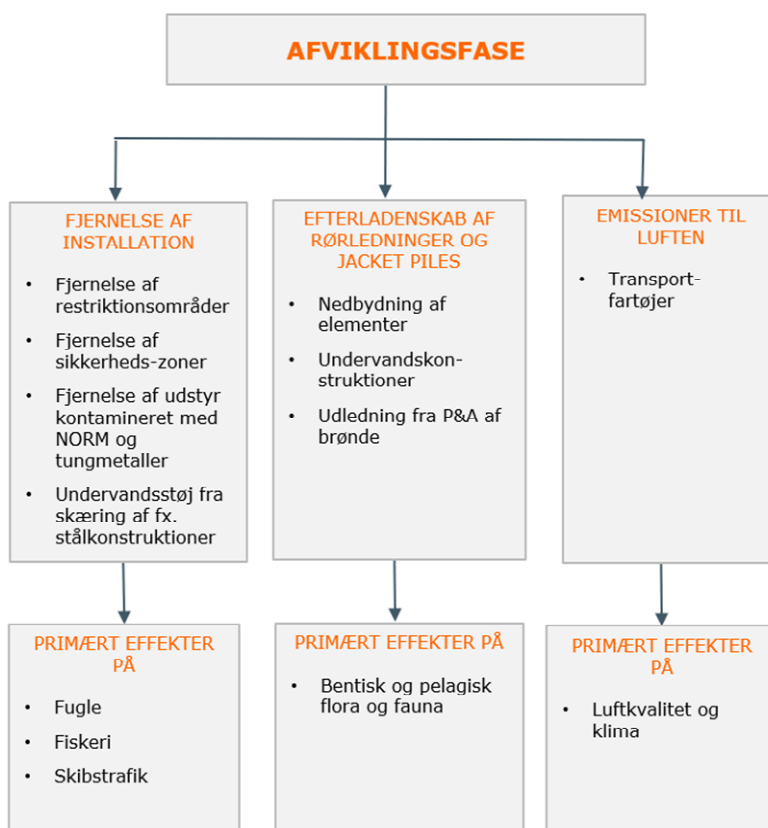 AFVIKLINGSFASE
FJERNELSE AF
INSTALLATION
• Fjernelse af
restriktionsområder
• Fjernelse af
sikkerheds-zoner
• Fjernelse af udstyr
kontamineret med
NORM og
tungmetaller
• Undervandsstøj fra
skæring af fx.
stålkonstruktioner
EFTERLADENSKAB AF
RØRLEDNINGER OG
JACKET PILES
• Nedbydning af
elementer
• Undervandskon-
struktioner
• Udledning fra P&A af
brønde
EMISSIONER TIL
LUFTEN
• Transport-
fartøjer
PRIMÆRT EFFEKTER
PÅ
• Fugle
• Fiskeri
• Skibstrafik
PRIMÆRT EFFEKTER PÅ
• Bentisk og pelagisk
flora og fauna
PRIMÆRT EFFEKTER
PÅ
• Luftkvalitet og
klima